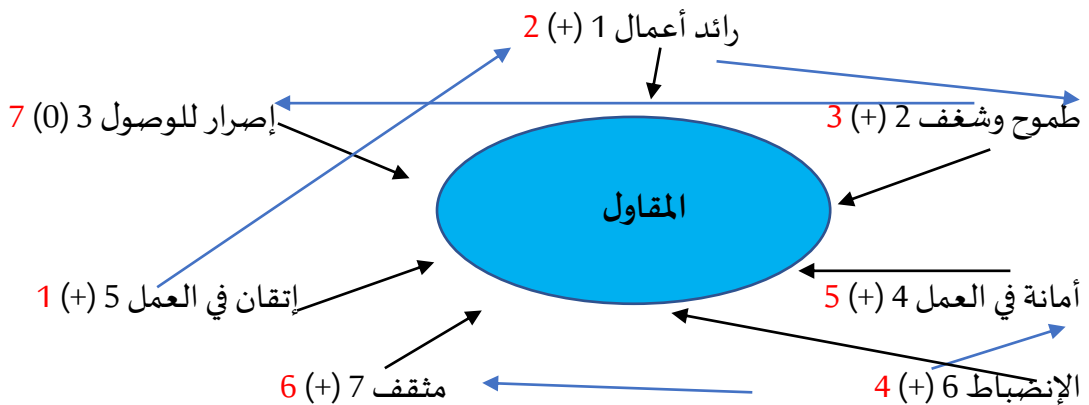 رائد أعمال 1 (+) 2
طموح وشغف 2 (+) 3
إصرار للوصول 3 (0) 7
المقاول
أمانة في العمل 4 (+) 5
إتقان في العمل 5 (+) 1
الإنضباط 6 (+) 4
مثقف 7 (+) 6